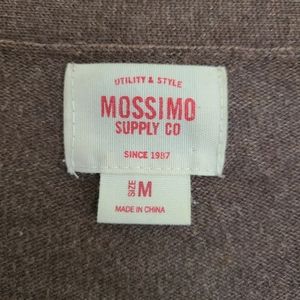 UTILITY & STYLE
MOSSIMO
SUPPLY CO
SINCE 1987
SIZE M
MADE IN CHINA